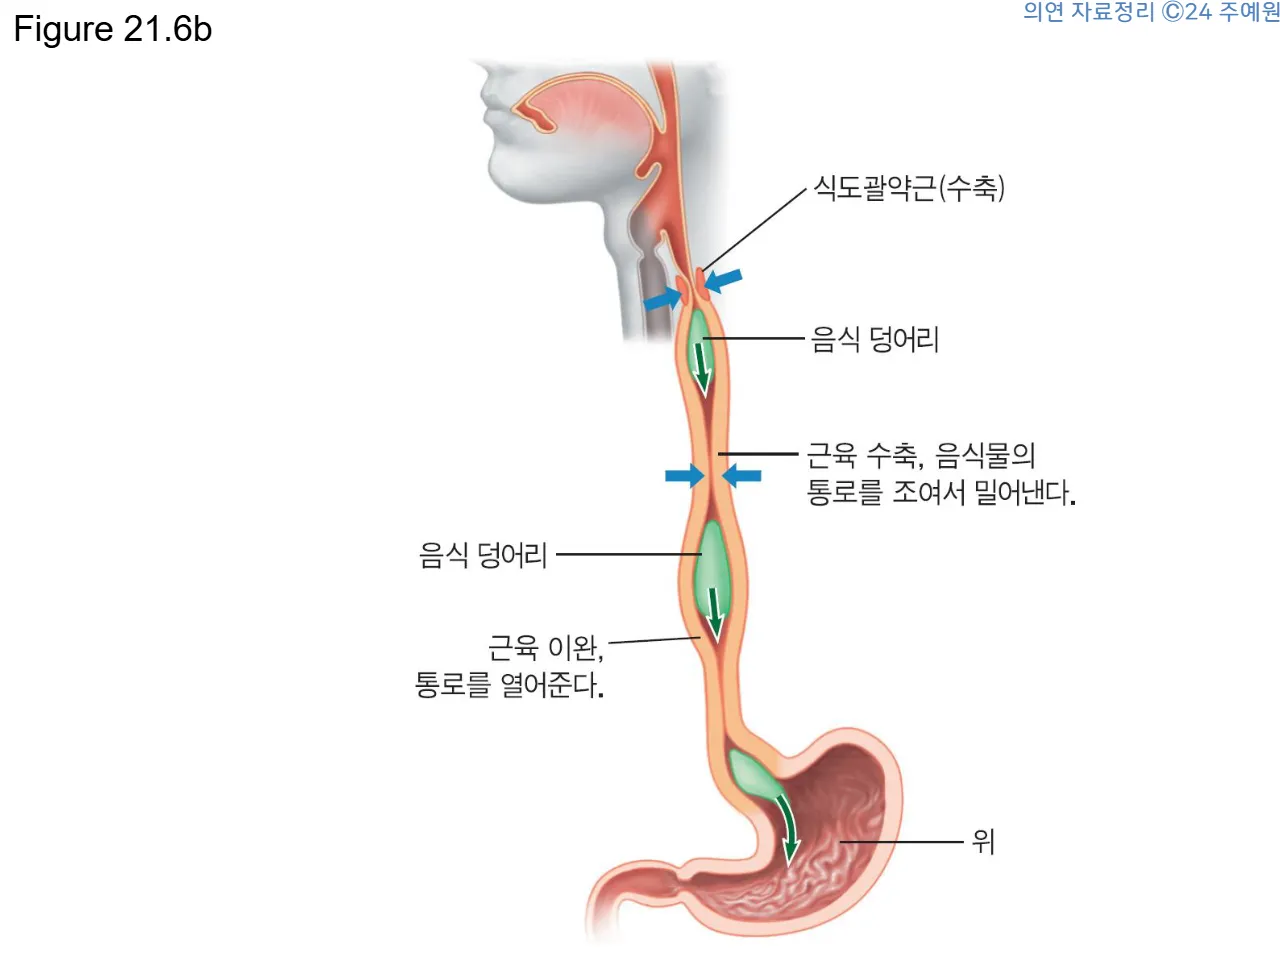 Figure 21.6b
의연 자료정리 ©24 주예원
식도괄약근(수축)
음식 덩어리
근육 수축, 음식물의
통로를 조여서 밀어낸다.
음식 덩어리
근육 이완,
통로를 열어준다.
위